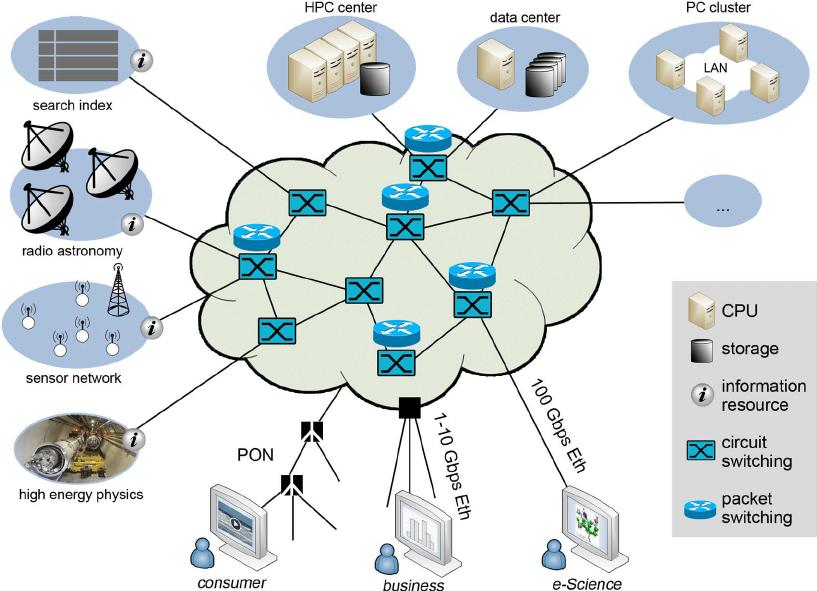 HPC center
data center
PC cluster
LAN
search index
radio astronomy
...
sensor network
high energy physics
CPU
storage
information
resource
circuit
switching
packet
switching
PON
1-10 Gbps Eth
100 Gbps Eth
consumer
business
e-Science
i
i
i
i
i